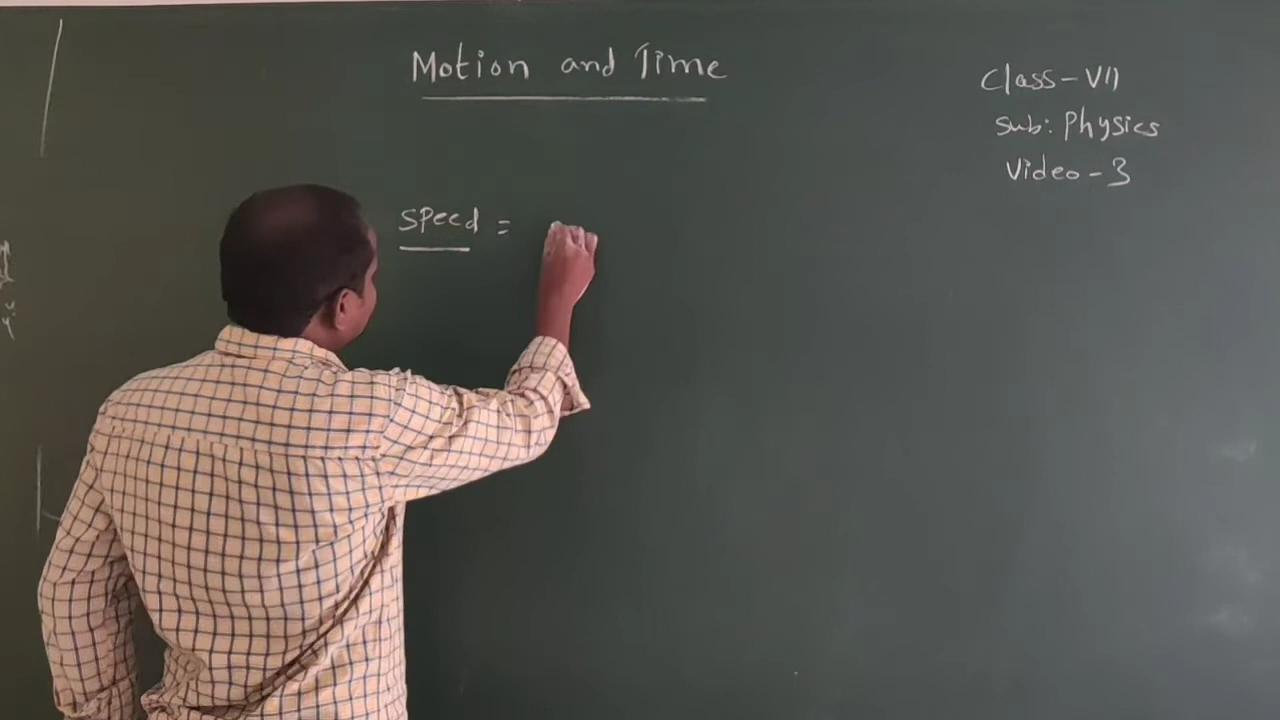 Motion and Time
Class-VII
Sub: Physics
Video-3
Speed =